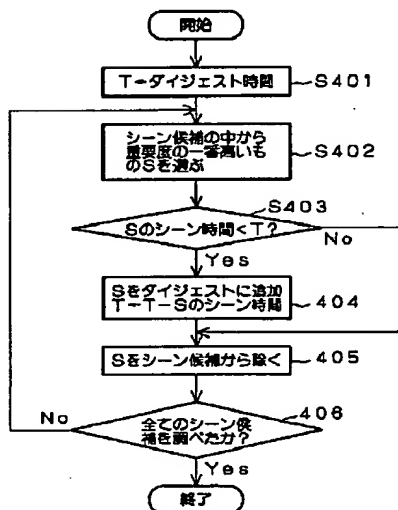 開始
T＝ダイジェスト時間
S401
シーン候補の中から
重要度の一番高いも
のSを選ぶ
S402
S403
Sのシーン時間＜T？
No
Yes
Sをダイジェストに追加
T＝T－Sのシーン時間
404
Sをシーン候補から除く
405
406
No
全てのシーン候
補を調べたか？
Yes
終了